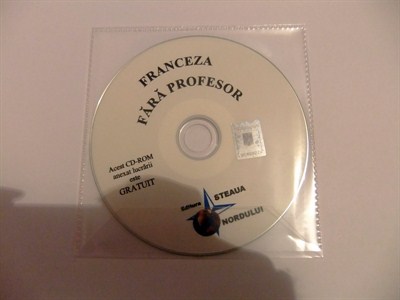 FRANCEZA
FĂRĂ PROFESOR
Acest CD-ROM
anexat lucrării
este
GRATUIT
Editura
STEAUA
NORDULUI